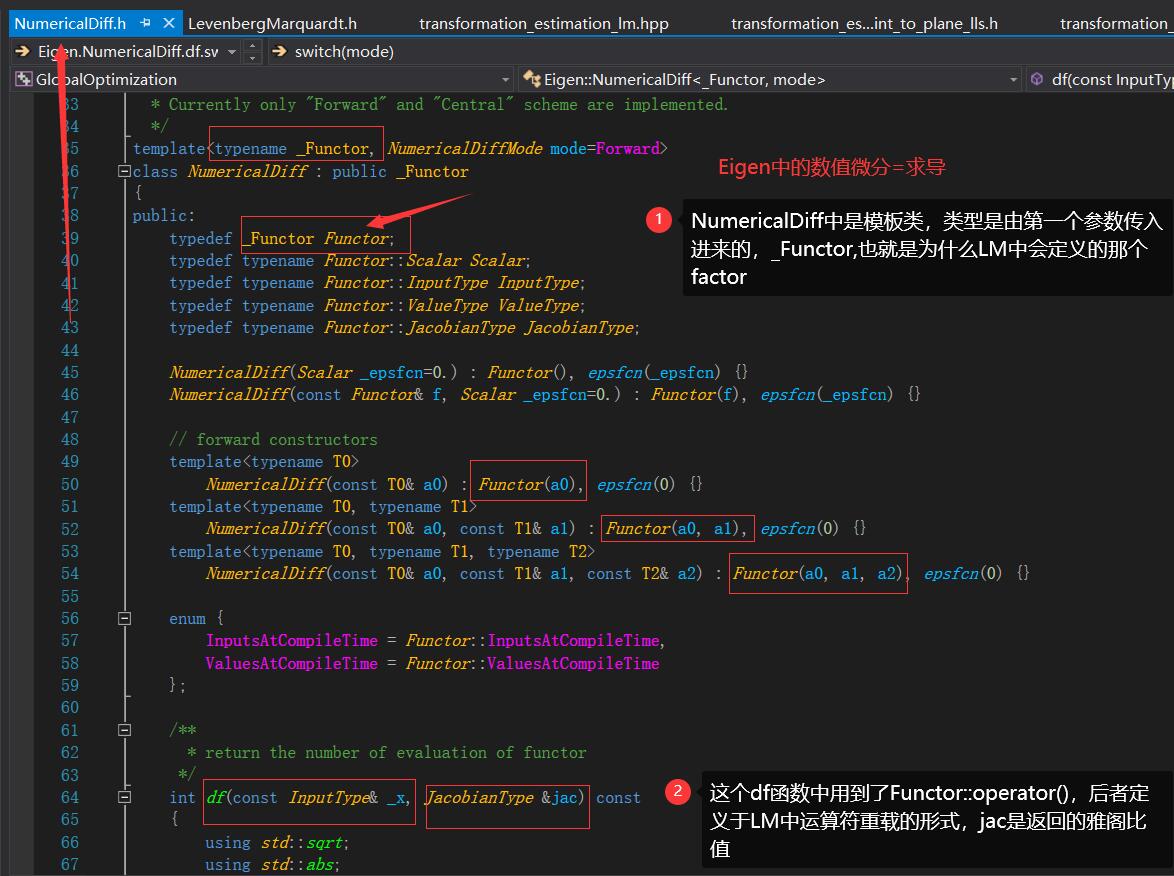 NumericalDiff.h LevenbergMarquardt.h transformation_estimation_lm.hpp transformation_es...int_to_plane_lls.h transformation_
Eigen.NumericalDiff.df.sw switch(mode)
GlobalOptimization Eigen::NumericalDiff<_Functor, mode> df(const InputTyp
33 * Currently only "Forward" and "Central" scheme are implemented.
34 */
35 template<typename _Functor, NumericalDiffMode mode=Forward>
Eigen中的数值微分=求导
36 class NumericalDiff : public _Functor
37 {
38 public:
39 typedef _Functor Functor;
40 typedef typename Functor::Scalar Scalar;
41 typedef typename Functor::InputType InputType;
42 typedef typename Functor::ValueType ValueType;
43 typedef typename Functor::JacobianType JacobianType;
1
NumericalDiff中是模板类，类型是由第一个参数传入
进来的，_Functor,也就是为什么LM中会定义的那个
factor
44
45 NumericalDiff(Scalar _epsfcn=0.) : Functor(), epsfcn(_epsfcn) {}
46 NumericalDiff(const Functor& f, Scalar _epsfcn=0.) : Functor(f), epsfcn(_epsfcn) {}
47
48 // forward constructors
49 template<typename T0>
50 NumericalDiff(const T0& a0) : Functor(a0), epsfcn(0) {}
51 template<typename T0, typename T1>
52 NumericalDiff(const T0& a0, const T1& a1) : Functor(a0, a1), epsfcn(0) {}
53 template<typename T0, typename T1, typename T2>
54 NumericalDiff(const T0& a0, const T1& a1, const T2& a2) : Functor(a0, a1, a2), epsfcn(0) {}
55
56 enum {
57 InputsAtCompileTime = Functor::InputsAtCompileTime,
58 ValuesAtCompileTime = Functor::ValuesAtCompileTime
59 };
60
61 /**
62 * return the number of evaluation of functor
63 */
64 int df(const InputType& _x, JacobianType &jac) const
65 {
66 using std::sqrt;
67 using std::abs;
2
这个df函数中用到了Functor::operator()，后者定
义于LM中运算符重载的形式，jac是返回的雅阁比
值